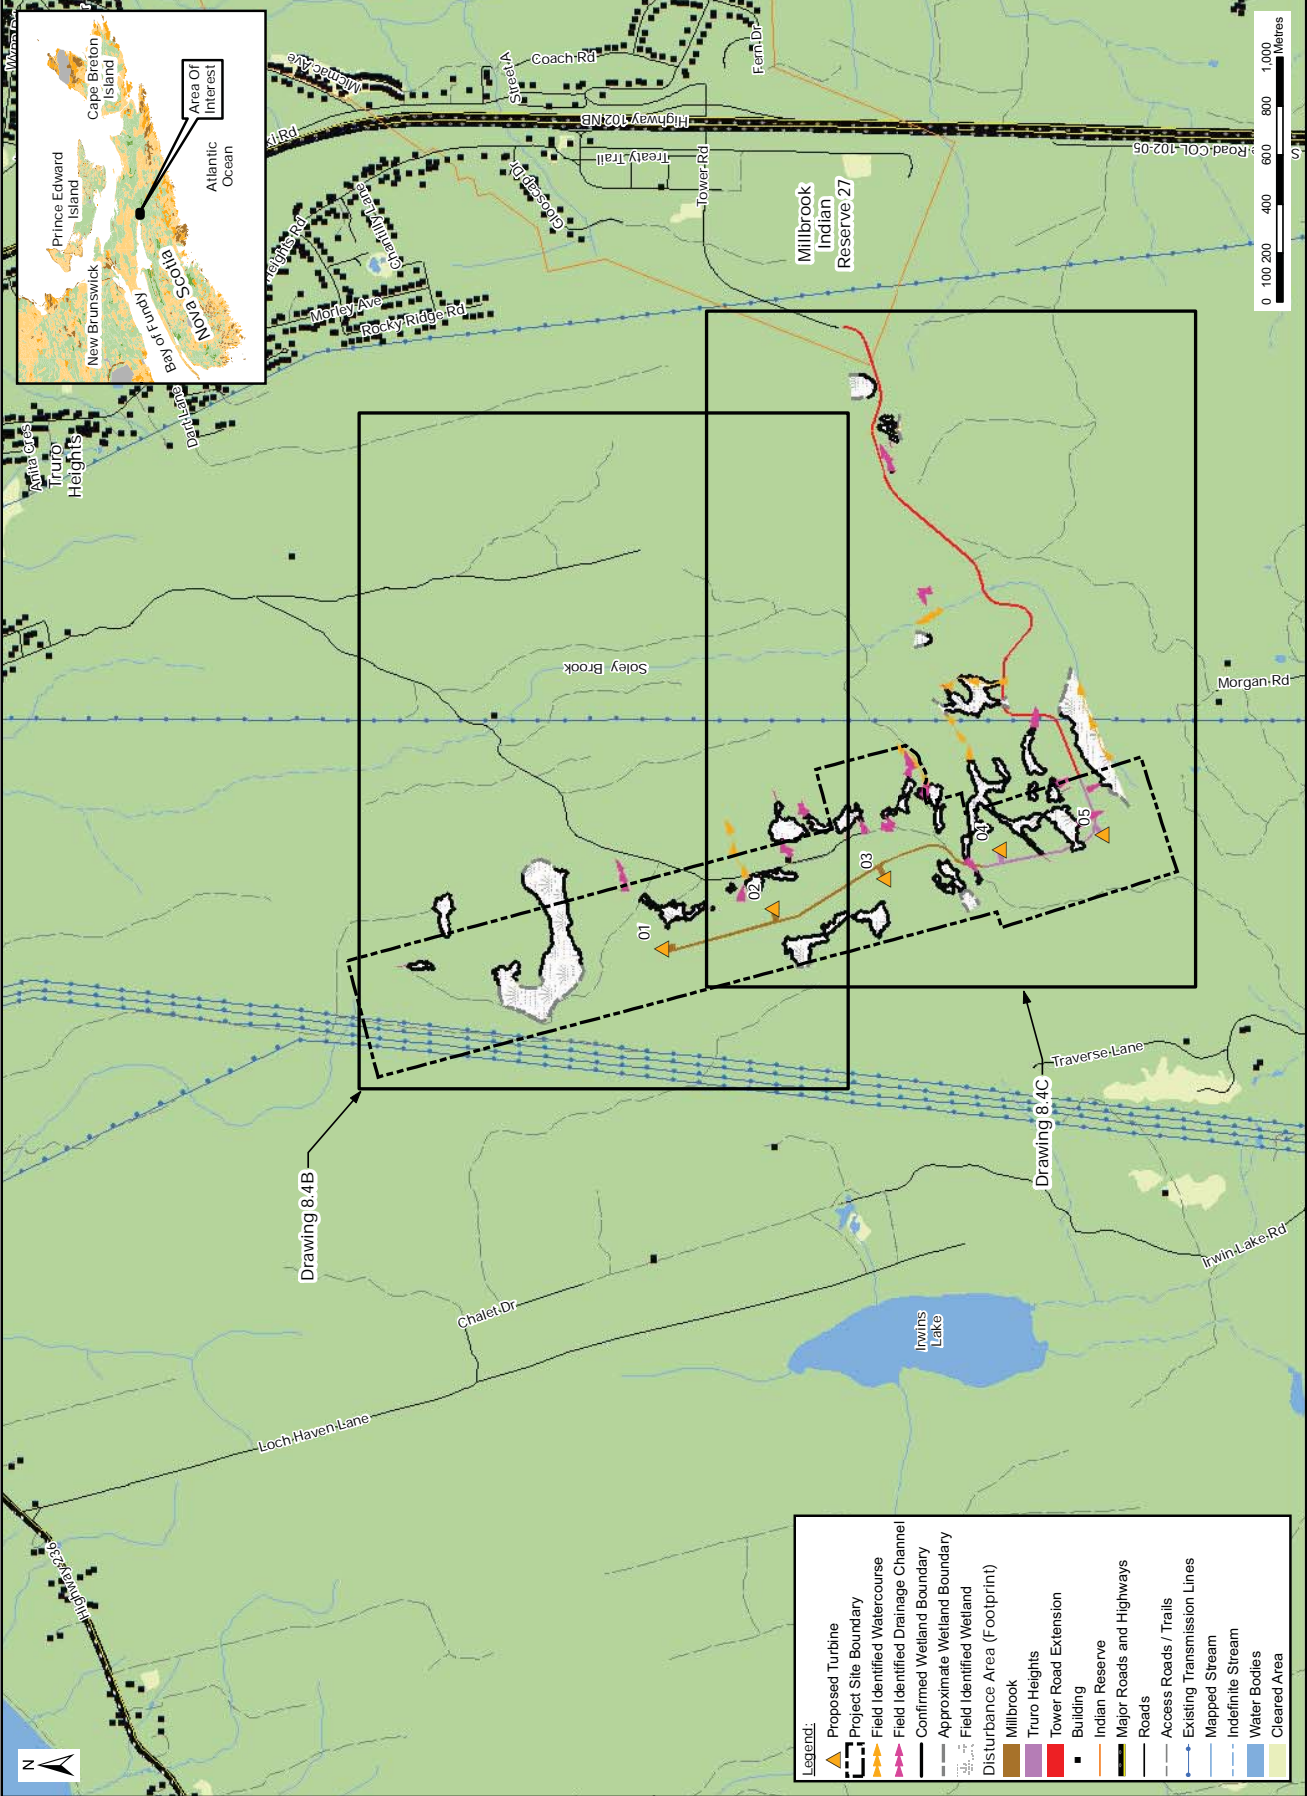 New Brunswick
Prince Edward
Island
Cape Breton
Island
Bay of Fundy
Nova Scotia
Atlantic
Ocean
Area Of
Interest
Anita Cres
Truro
Heights
Dart Lane
Heights Rd
Morley Ave
Rocky Ridge Rd
Chantilly Lane
Micmac Ave
Glooscap Dr
Street A
Coach Rd
Fern Dr
Highway 102 NB
Treaty Trail
Tower Rd
Millbrook
Indian
Reserve 27
Road COL 102-05
Soley Brook
Morgan Rd
01
02
03
04
05
Drawing 8.4B
Drawing 8.4C
Traverse Lane
Irwin Lake Rd
Irwins
Lake
Chalet Dr
Loch Haven Lane
Highway 236
N
Legend:
Proposed Turbine
Project Site Boundary
Field Identified Watercourse
Field Identified Drainage Channel
Confirmed Wetland Boundary
Approximate Wetland Boundary
Field Identified Wetland
Disturbance Area (Footprint)
Millbrook
Truro Heights
Tower Road Extension
Building
Indian Reserve
Major Roads and Highways
Roads
Access Roads / Trails
Existing Transmission Lines
Mapped Stream
Indefinite Stream
Water Bodies
Cleared Area
0 100 200 400 600 800 1,000
Metres